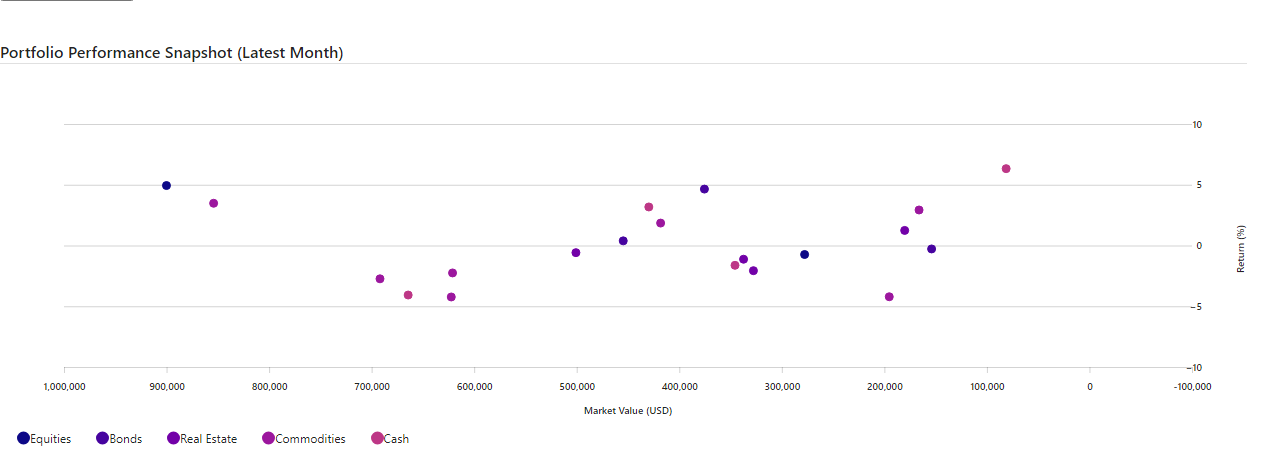 Portfolio Performance Snapshot (Latest Month)
10
5
0
-5
-10
Return (%)
1,000,000 900,000 800,000 700,000 600,000 500,000 400,000 300,000 200,000 100,000 0 -100,000
Market Value (USD)
Equities Bonds Real Estate Commodities Cash